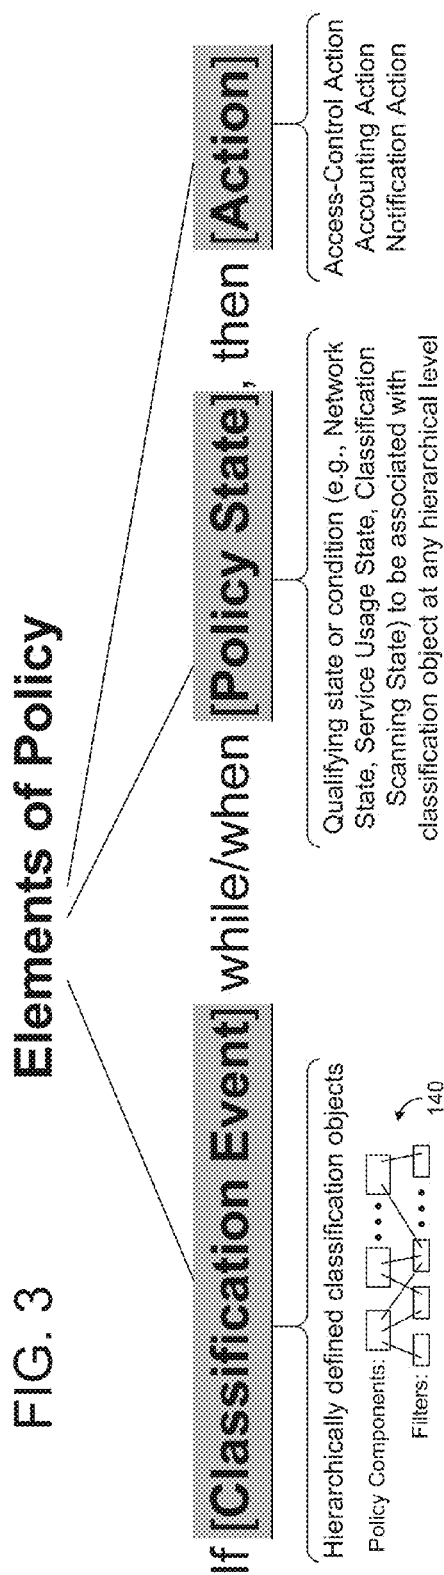 FIG. 3
Elements of Policy
If [Classification Event] while/when [Policy State], then [Action]
Hierarchically defined classification objects
Policy Components:
Filters:
140
Qualifying state or condition (e.g., Network
State, Service Usage State, Classification
Scanning State) to be associated with
classification object at any hierarchical level
Access-Control Action
Accounting Action
Notification Action